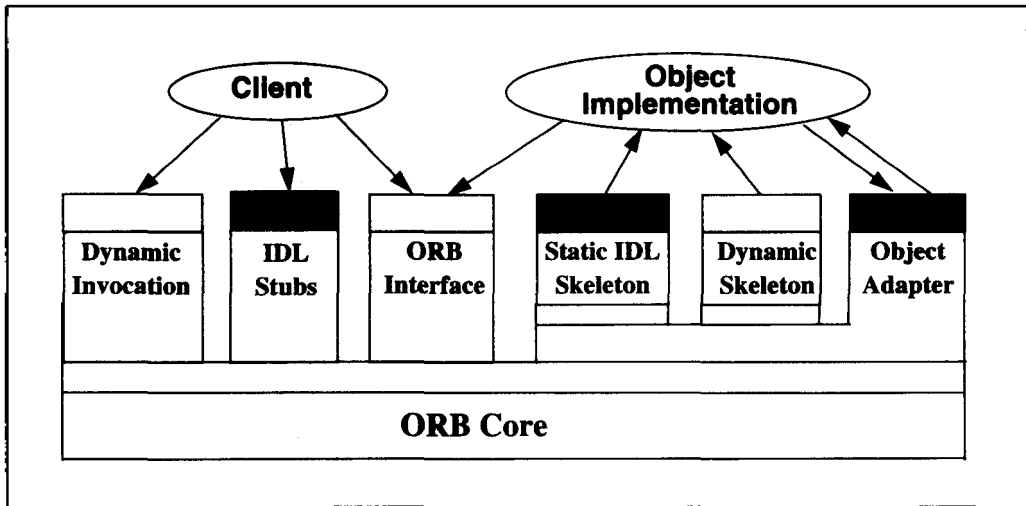 Client
Object
Implementation
Dynamic
Invocation
IDL
Stubs
ORB
Interface
Static IDL
Skeleton
Dynamic
Skeleton
Object
Adapter
ORB Core